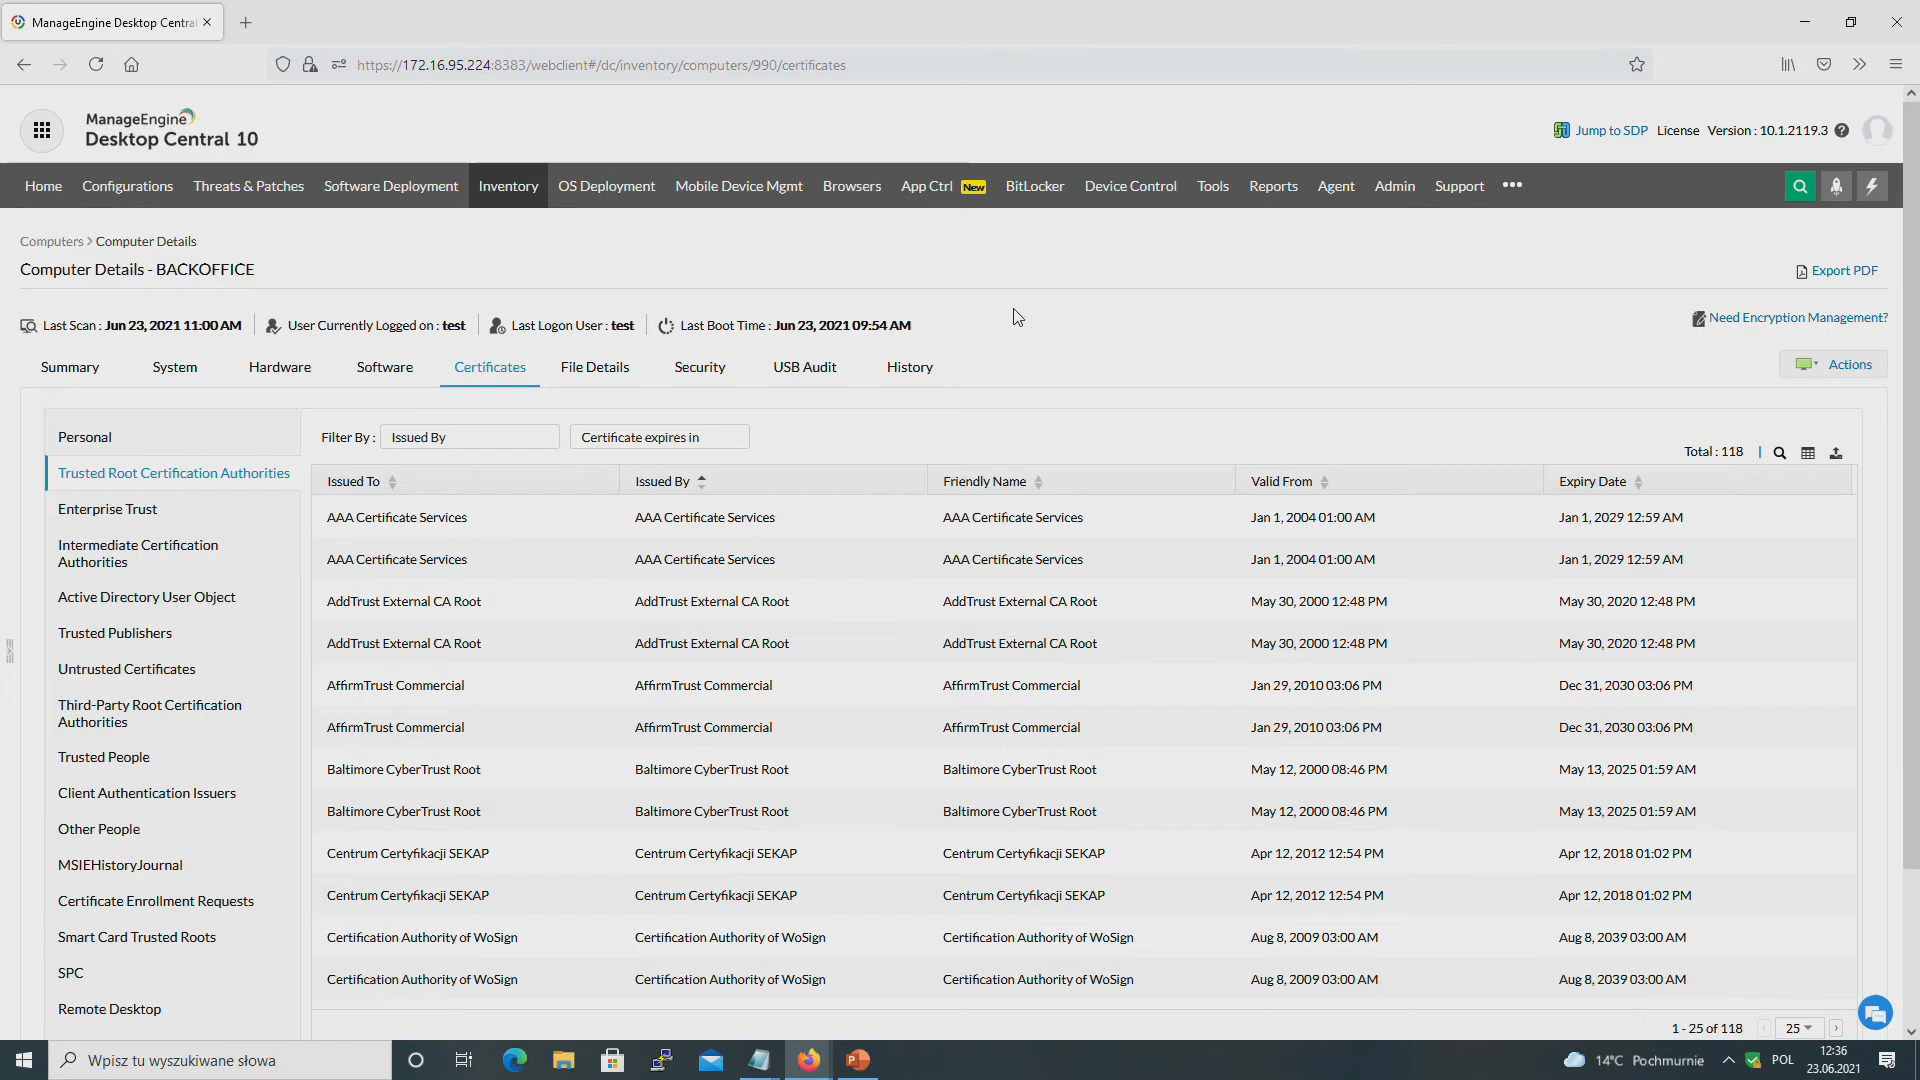 ManageEngine Desktop Central
https://172.16.95.224:8383/webclient#/dc/inventory/computers/990/certificates
ManageEngine
Desktop Central 10
Jump to SDP License Version : 10.1.2119.3
Home Configurations Threats & Patches Software Deployment Inventory OS Deployment Mobile Device Mgmt Browsers App Ctrl New BitLocker Device Control Tools Reports Agent Admin Support
Computers > Computer Details
Computer Details - BACKOFFICE
Export PDF
Last Scan : Jun 23, 2021 11:00 AM User Currently Logged on : test Last Logon User : test Last Boot Time : Jun 23, 2021 09:54 AM
Need Encryption Management?
Summary System Hardware Software Certificates File Details Security USB Audit History
Actions
Personal
Trusted Root Certification Authorities
Enterprise Trust
Intermediate Certification
Authorities
Active Directory User Object
Trusted Publishers
Untrusted Certificates
Third-Party Root Certification
Authorities
Trusted People
Client Authentication Issuers
Other People
MSIEHistoryJournal
Certificate Enrollment Requests
Smart Card Trusted Roots
SPC
Remote Desktop
Filter By : Issued By Certificate expires in
Total : 118
Issued To Issued By Friendly Name Valid From Expiry Date
AAA Certificate Services AAA Certificate Services AAA Certificate Services Jan 1, 2004 01:00 AM Jan 1, 2029 12:59 AM
AAA Certificate Services AAA Certificate Services AAA Certificate Services Jan 1, 2004 01:00 AM Jan 1, 2029 12:59 AM
AddTrust External CA Root AddTrust External CA Root AddTrust External CA Root May 30, 2000 12:48 PM May 30, 2020 12:48 PM
AddTrust External CA Root AddTrust External CA Root AddTrust External CA Root May 30, 2000 12:48 PM May 30, 2020 12:48 PM
AffirmTrust Commercial AffirmTrust Commercial AffirmTrust Commercial Jan 29, 2010 03:06 PM Dec 31, 2030 03:06 PM
AffirmTrust Commercial AffirmTrust Commercial AffirmTrust Commercial Jan 29, 2010 03:06 PM Dec 31, 2030 03:06 PM
Baltimore CyberTrust Root Baltimore CyberTrust Root Baltimore CyberTrust Root May 12, 2000 08:46 PM May 13, 2025 01:59 AM
Baltimore CyberTrust Root Baltimore CyberTrust Root Baltimore CyberTrust Root May 12, 2000 08:46 PM May 13, 2025 01:59 AM
Centrum Certyfikacji SEKAP Centrum Certyfikacji SEKAP Centrum Certyfikacji SEKAP Apr 12, 2012 12:54 PM Apr 12, 2018 01:02 PM
Centrum Certyfikacji SEKAP Centrum Certyfikacji SEKAP Centrum Certyfikacji SEKAP Apr 12, 2012 12:54 PM Apr 12, 2018 01:02 PM
Certification Authority of WoSign Certification Authority of WoSign Certification Authority of WoSign Aug 8, 2009 03:00 AM Aug 8, 2039 03:00 AM
Certification Authority of WoSign Certification Authority of WoSign Certification Authority of WoSign Aug 8, 2009 03:00 AM Aug 8, 2039 03:00 AM
1 - 25 of 118 25
Wpisz tu wyszukiwane słowa
14°C Pochmurnie POL 12:36
23.06.2021